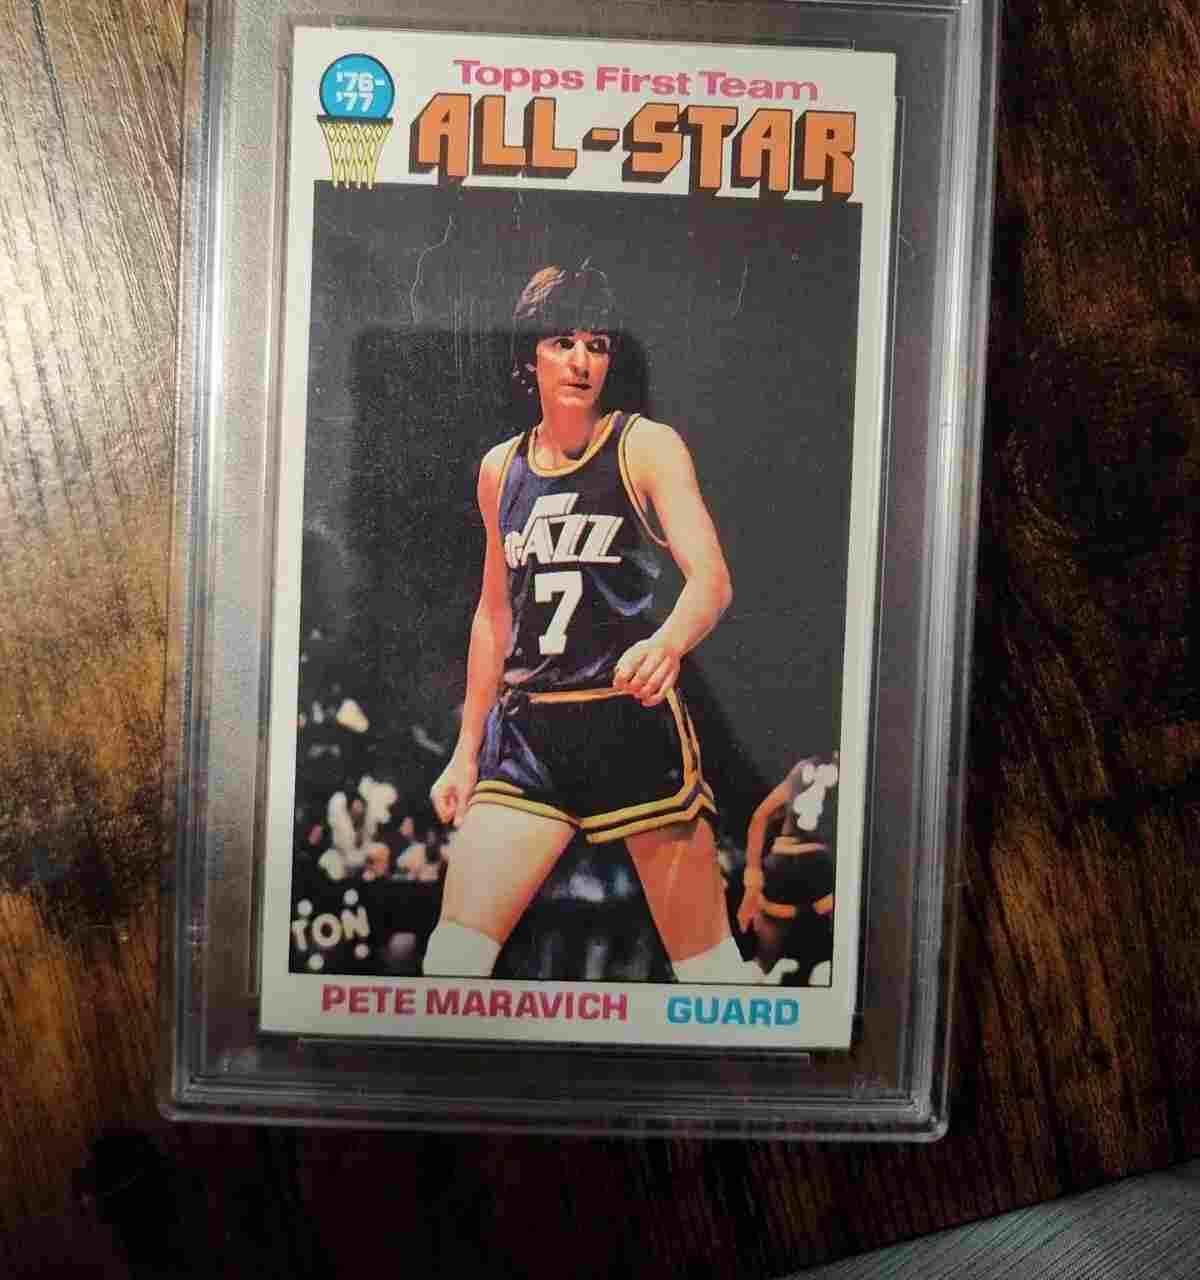 '76-
'77
Topps First Team
ALL-STAR
JAZZ
7
TON
PETE MARAVICH GUARD